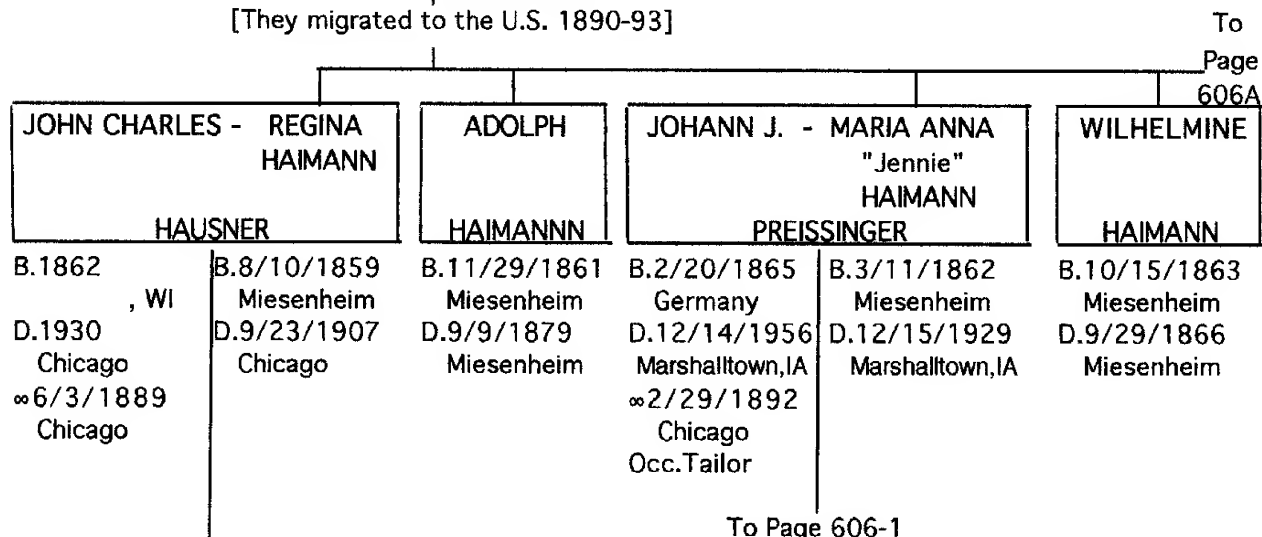 [They migrated to the U.S. 1890-93]
To
Page
606A
JOHN CHARLES - REGINA
HAIMANN
HAUSNER
B.1862
, WI
D.1930
Chicago
∞6/3/1889
Chicago
B.8/10/1859
Miesenheim
D.9/23/1907
Chicago
ADOLPH
HAIMANNN
B.11/29/1861
Miesenheim
D.9/9/1879
Miesenheim
JOHANN J. - MARIA ANNA
"Jennie"
HAIMANN
PREISSINGER
B.2/20/1865
Germany
D.12/14/1956
Marshalltown,IA
∞2/29/1892
Chicago
Occ.Tailor
B.3/11/1862
Miesenheim
D.12/15/1929
Marshalltown,IA
To Page 606-1
WILHELMINE
HAIMANN
B.10/15/1863
Miesenheim
D.9/29/1866
Miesenheim